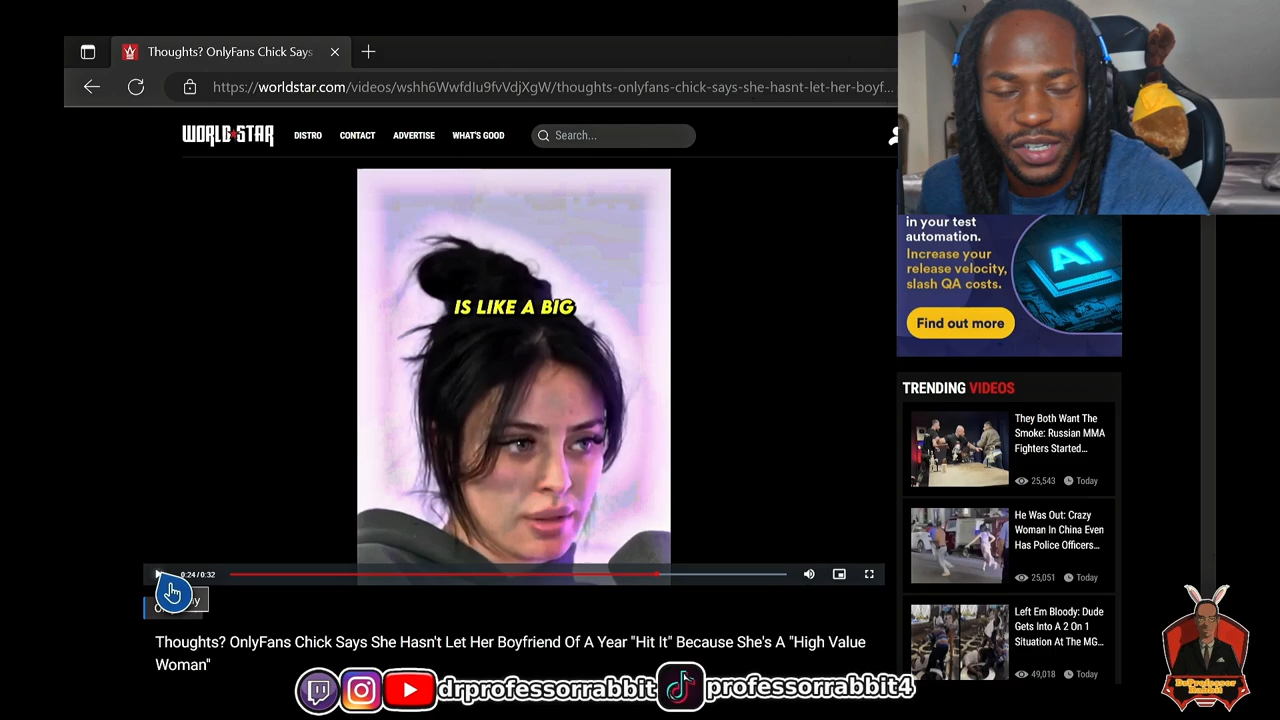 Thoughts? OnlyFans Chick Says
https://worldstar.com/videos/wshh6WwfdIu9fvVdjXgW/thoughts-onlyfans-chick-says-she-hasnt-let-her-boyf...
WORLD STAR
DISTRO CONTACT ADVERTISE WHAT'S GOOD Search...
IS LIKE A BIG
0:24/0:32
Thoughts? OnlyFans Chick Says She Hasn't Let Her Boyfriend Of A Year "Hit It" Because She's A "High Value
Woman"
in your test
automation.
Increase your
release velocity,
slash QA costs.
Find out more
AI
TRENDING VIDEOS
They Both Want The
Smoke: Russian MMA
Fighters Started...
25,543 Today
He Was Out: Crazy
Woman In China Even
Has Police Officers...
25,051 Today
Left Em Bloody: Dude
Gets Into A 2 On 1
Situation At The MG...
49,018 Today
drprofessorrabbit professorrabbit4
DrProfessor
Rabbit